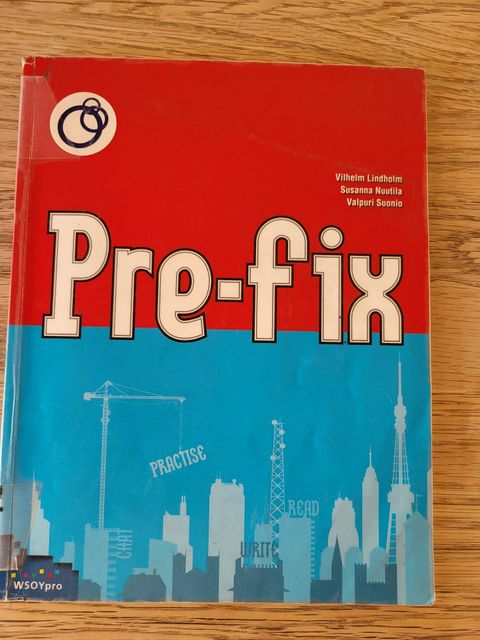 Vilhelm Lindholm
Susanna Nuutila
Valpuri Suonio
Pre-fix
PRACTISE
READ
CHAT
WRITE
WSOYpro